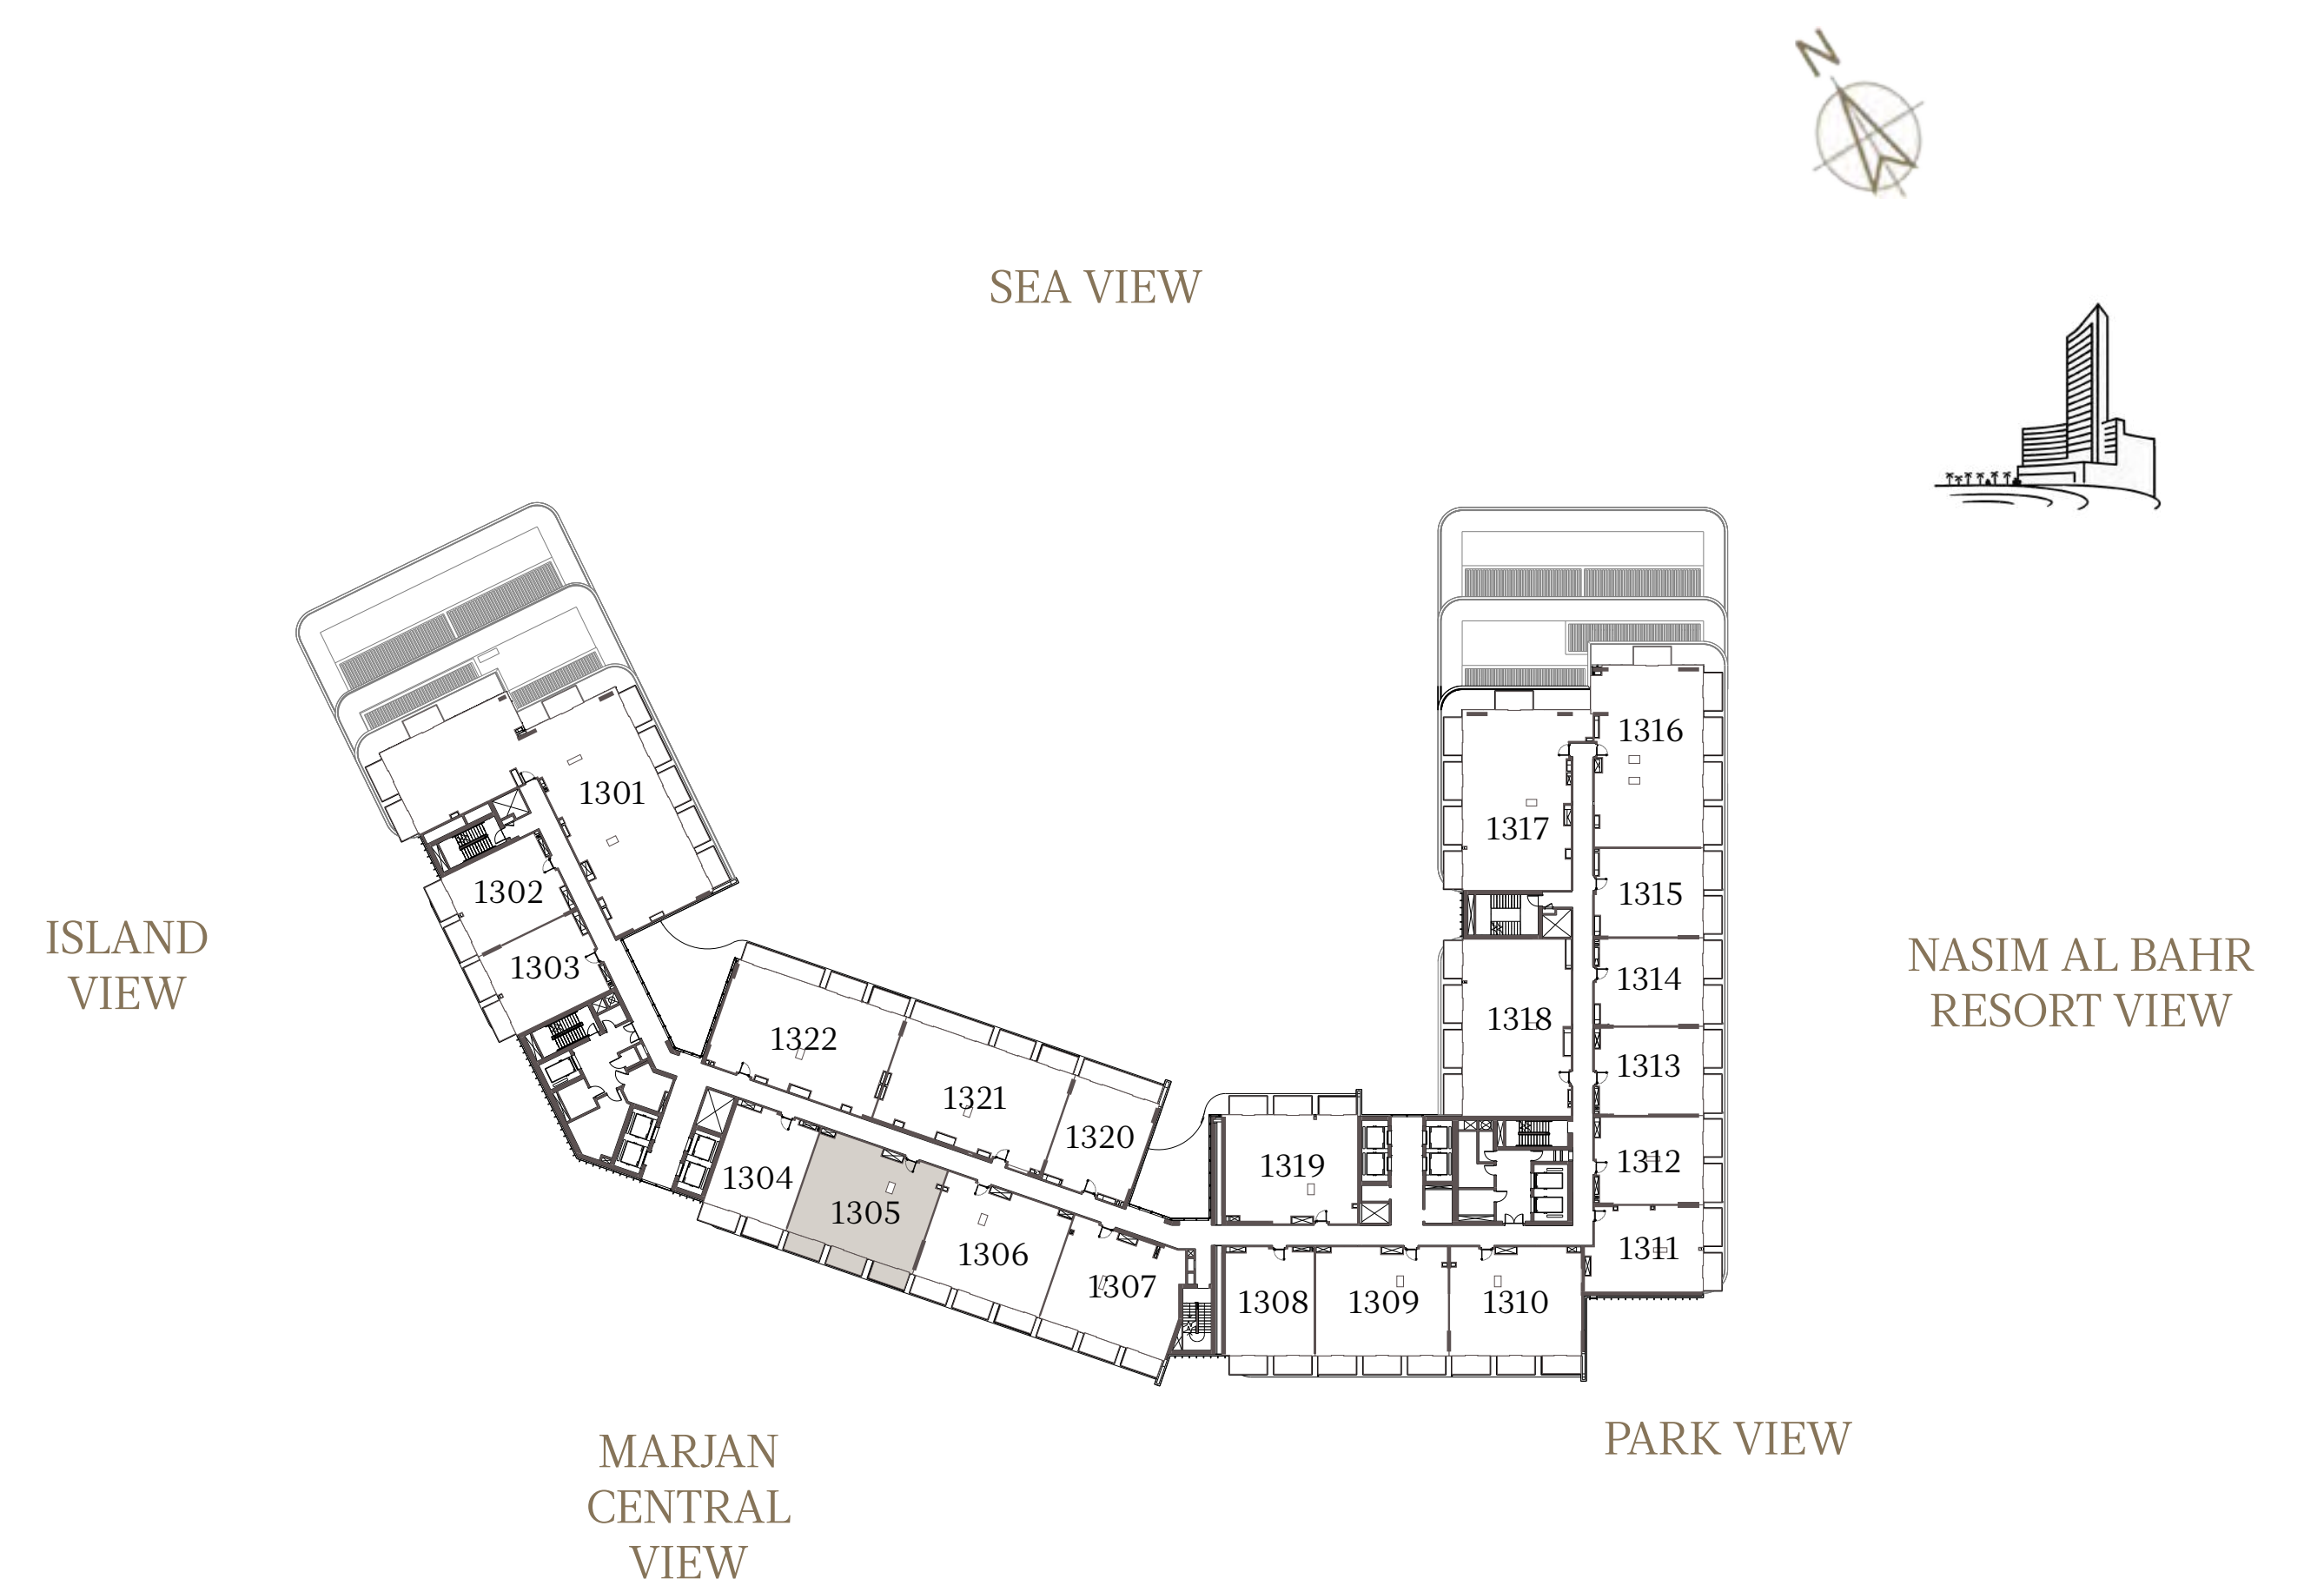 N
SEA VIEW
1316
1301
1317
1302
1315
ISLAND
VIEW
1303
1314
NASIM AL BAHR
RESORT VIEW
1318
1322
1313
1321
1320
1312
1319
1304
1305
1311
1306
1307
1308
1309
1310
PARK VIEW
MARJAN
CENTRAL
VIEW